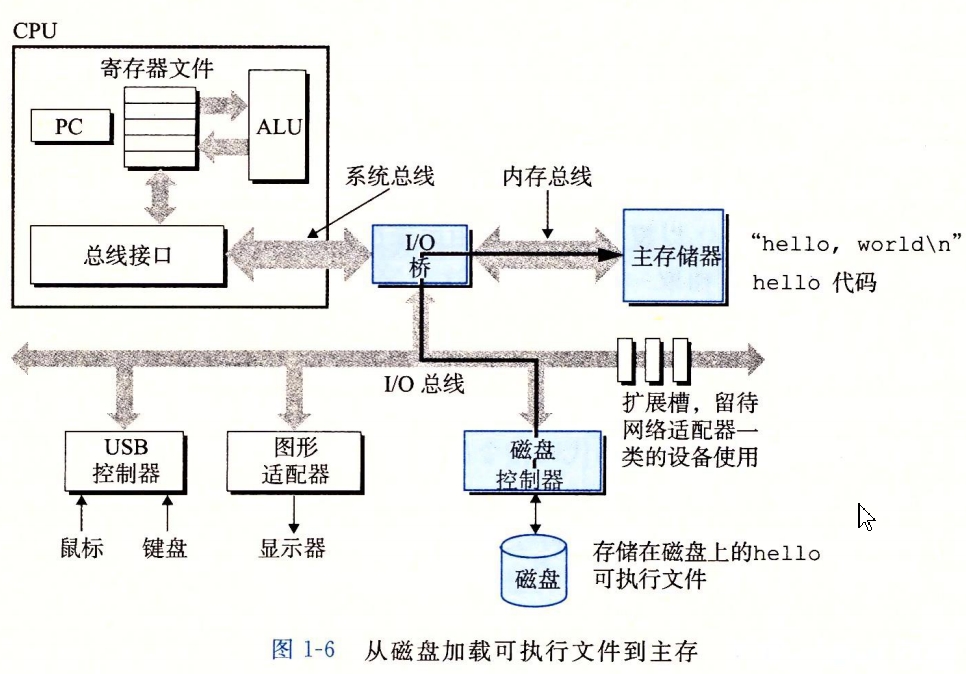 CPU
寄存器文件
PC
ALU
系统总线
内存总线
总线接口
I/O
桥
主存储器
“hello, world\n”
hello 代码
I/O 总线
扩展槽，留待
网络适配器一
类的设备使用
USB
控制器
图形
适配器
磁盘
控制器
鼠标
键盘
显示器
磁盘
存储在磁盘上的hello
可执行文件
图 1-6 从磁盘加载可执行文件到主存